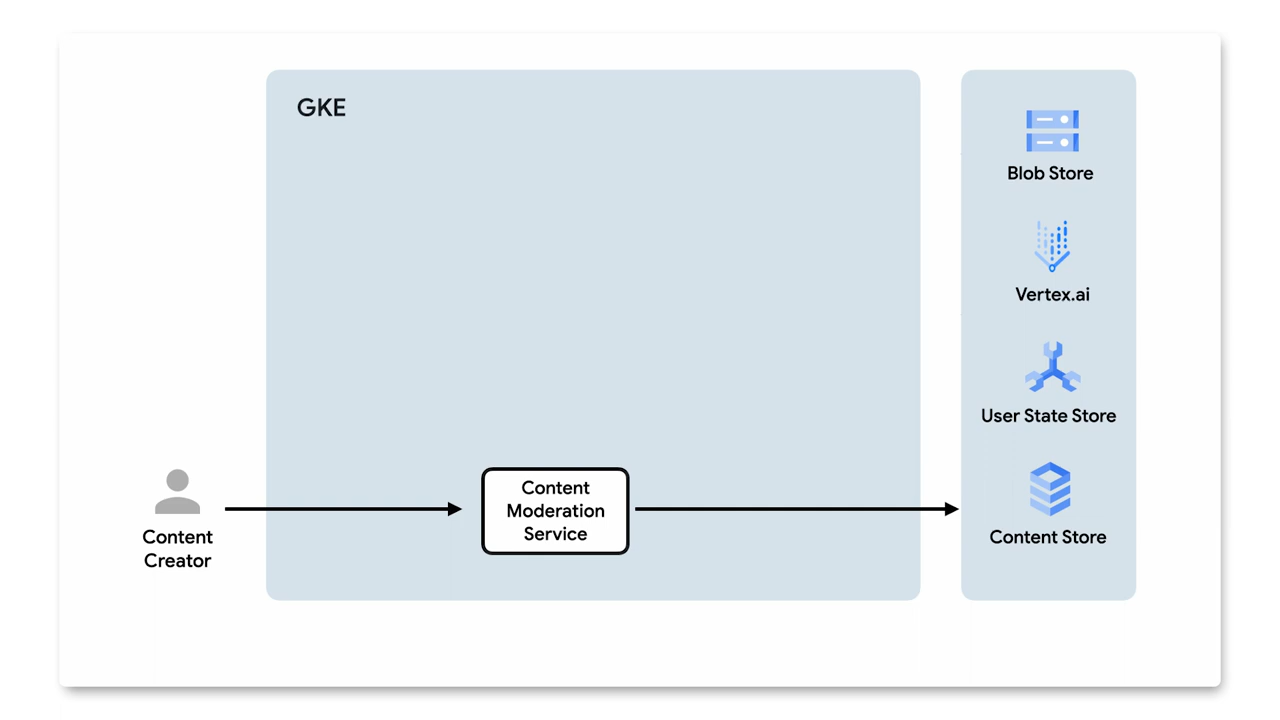 GKE
Blob Store
Vertex.ai
User State Store
Content
Creator
Content
Moderation
Service
Content Store